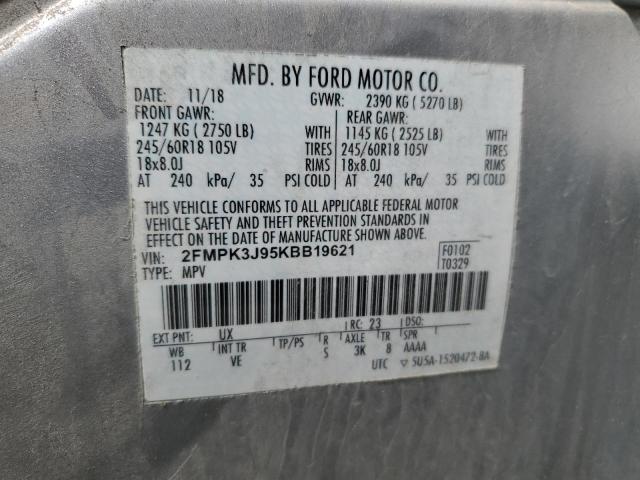 MFD. BY FORD MOTOR CO.
DATE: 11/18 GVWR: 2390 KG ( 5270 LB)
FRONT GAWR: REAR GAWR:
1247 KG ( 2750 LB) WITH 1145 KG ( 2525 LB) WITH
245/60R18 105V TIRES 245/60R18 105V TIRES
18x8.0J RIMS 18x8.0J RIMS
AT 240 kPa/ 35 PSI COLD AT 240 kPa/ 35 PSI COLD
THIS VEHICLE CONFORMS TO ALL APPLICABLE FEDERAL MOTOR
VEHICLE SAFETY AND THEFT PREVENTION STANDARDS IN
EFFECT ON THE DATE OF MANUFACTURE SHOWN ABOVE.
VIN: 2FMPK3J95KBB19621 F0102
TYPE: MPV T0329
EXT PNT: UX RC: 23 DSO:
WB INT TR TP/PS R AXLE TR SPR
112 VE S 3K 8 AAAA
UTC ▽ 5U5A-1520472-BA